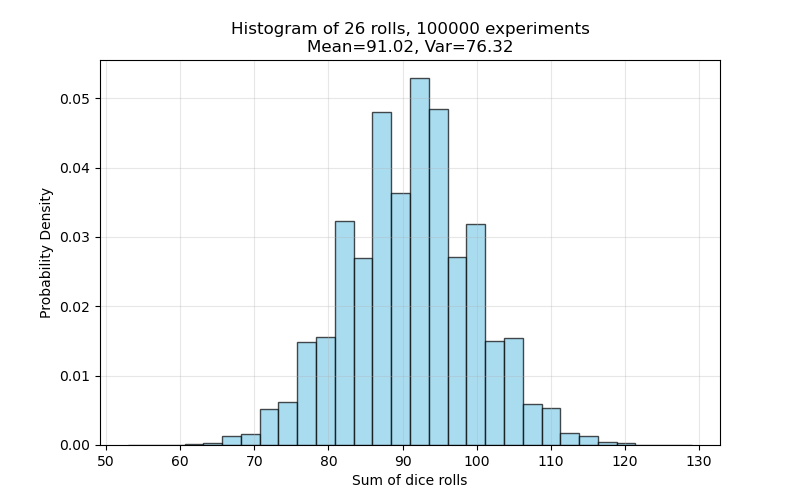 Histogram of 26 rolls, 100000 experiments
Mean=91.02, Var=76.32
Probability Density
0.05
0.04
0.03
0.02
0.01
0.00
50 60 70 80 90 100 110 120 130
Sum of dice rolls